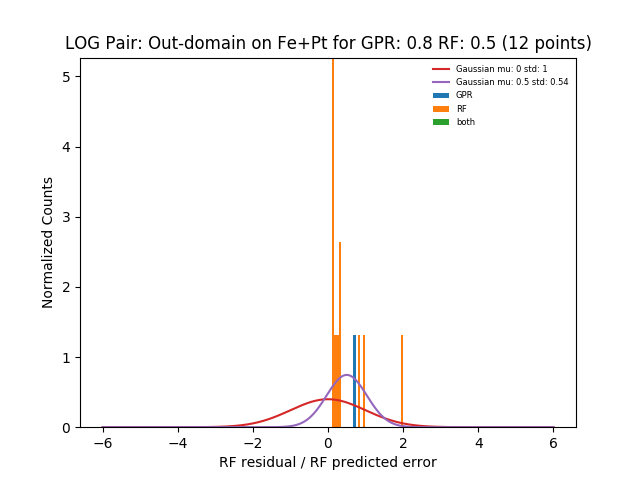 LOG Pair: Out-domain on Fe+Pt for GPR: 0.8 RF: 0.5 (12 points)
Gaussian mu: 0 std: 1
Gaussian mu: 0.5 std: 0.54
GPR
RF
both
Normalized Counts
5
4
3
2
1
0
−6 −4 −2 0 2 4 6
RF residual / RF predicted error